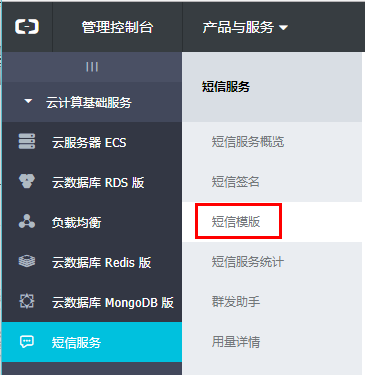 管理控制台 产品与服务
云计算基础服务
云服务器 ECS
云数据库 RDS 版
负载均衡
云数据库 Redis 版
云数据库 MongoDB 版
短信服务
短信服务
短信服务概览
短信签名
短信模版
短信服务统计
群发助手
用量详情